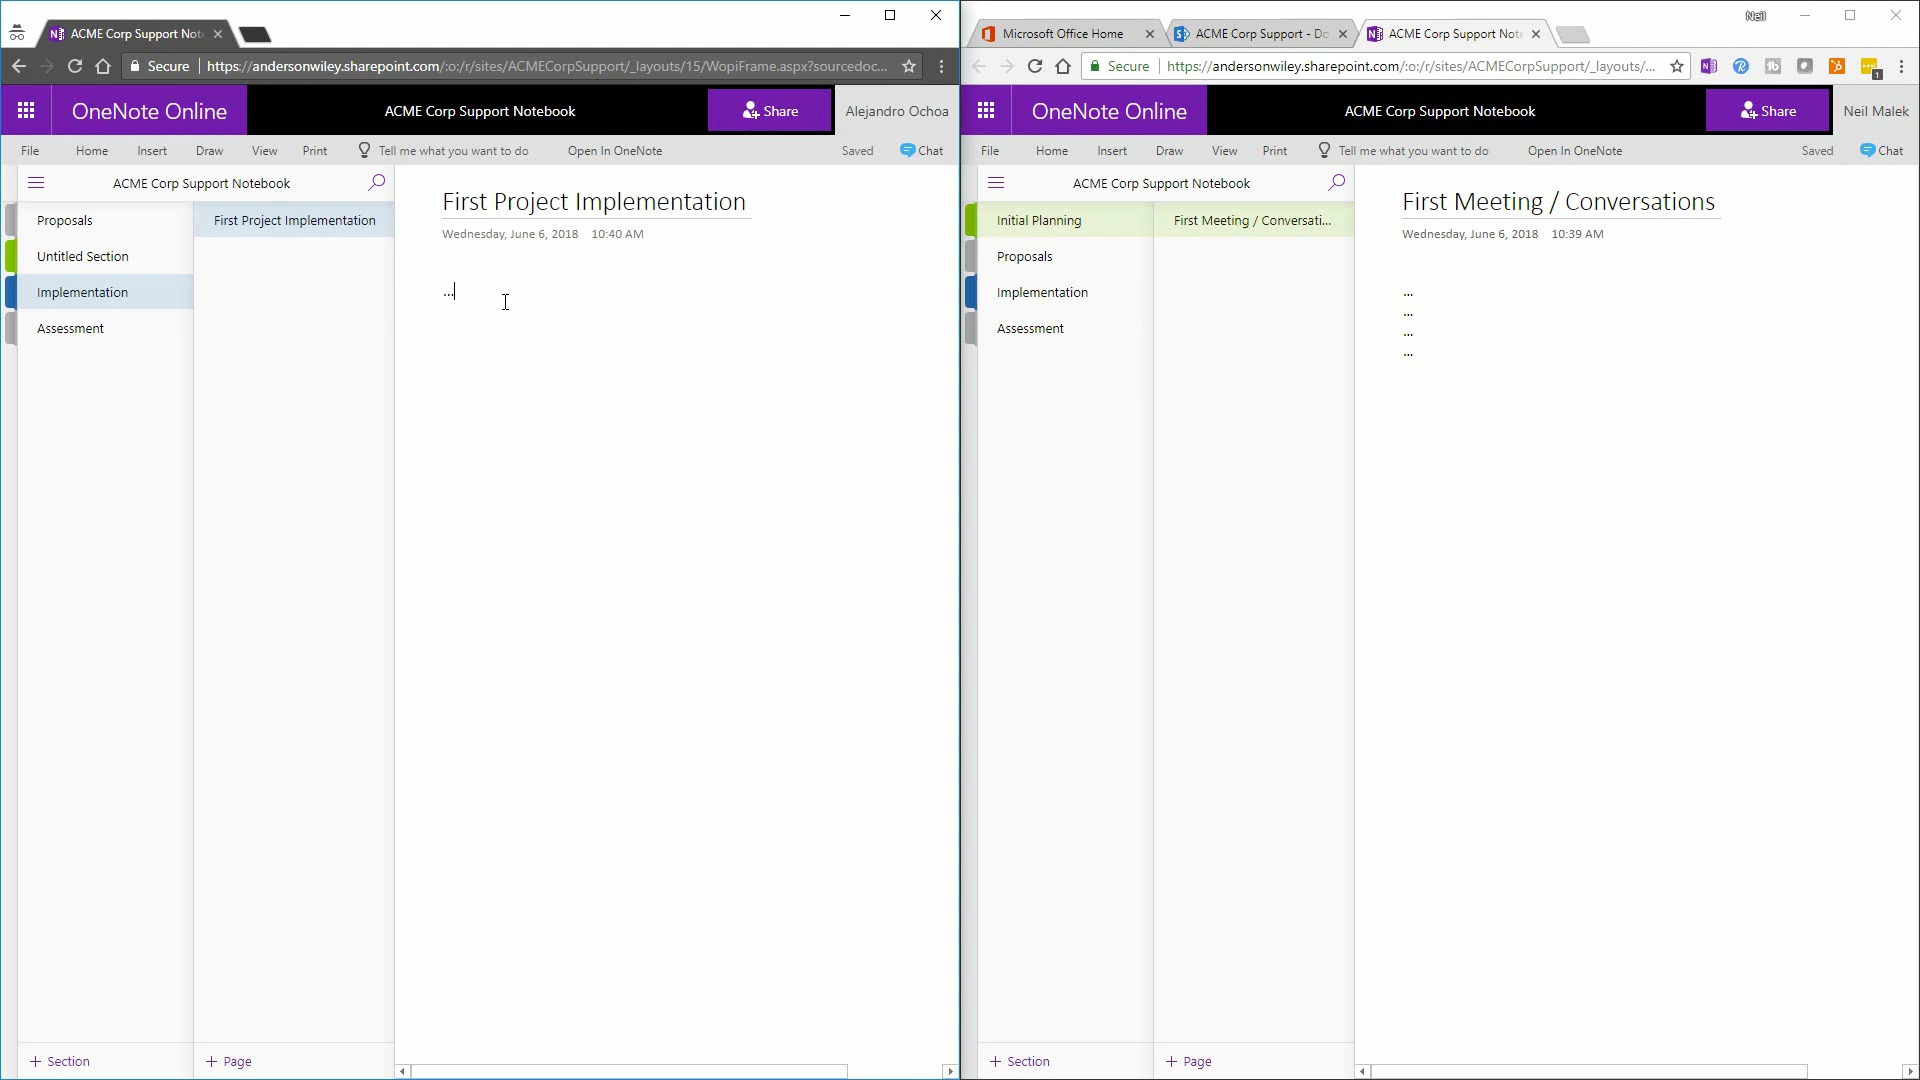 ACME Corp Support Not
Secure
https://andersonwiley.sharepoint.com/:o:/r/sites/ACMECorpSupport/_layouts/15/WopiFrame.aspx?sourcedoc...
OneNote Online
ACME Corp Support Notebook
Share
Alejandro Ochoa
File
Home
Insert
Draw
View
Print
Tell me what you want to do
Open In OneNote
Saved
Chat
ACME Corp Support Notebook
Proposals
Untitled Section
Implementation
Assessment
First Project Implementation
First Project Implementation
Wednesday, June 6, 2018 10:40 AM
...
+ Section
+ Page
Neil
Microsoft Office Home
ACME Corp Support - Do
ACME Corp Support Not
Secure
https://andersonwiley.sharepoint.com/:o:/r/sites/ACMECorpSupport/_layouts/...
1
OneNote Online
ACME Corp Support Notebook
Share
Neil Malek
File
Home
Insert
Draw
View
Print
Tell me what you want to do
Open In OneNote
Saved
Chat
ACME Corp Support Notebook
Initial Planning
Proposals
Implementation
Assessment
First Meeting / Conversati...
First Meeting / Conversations
Wednesday, June 6, 2018 10:39 AM
...
...
...
...
+ Section
+ Page